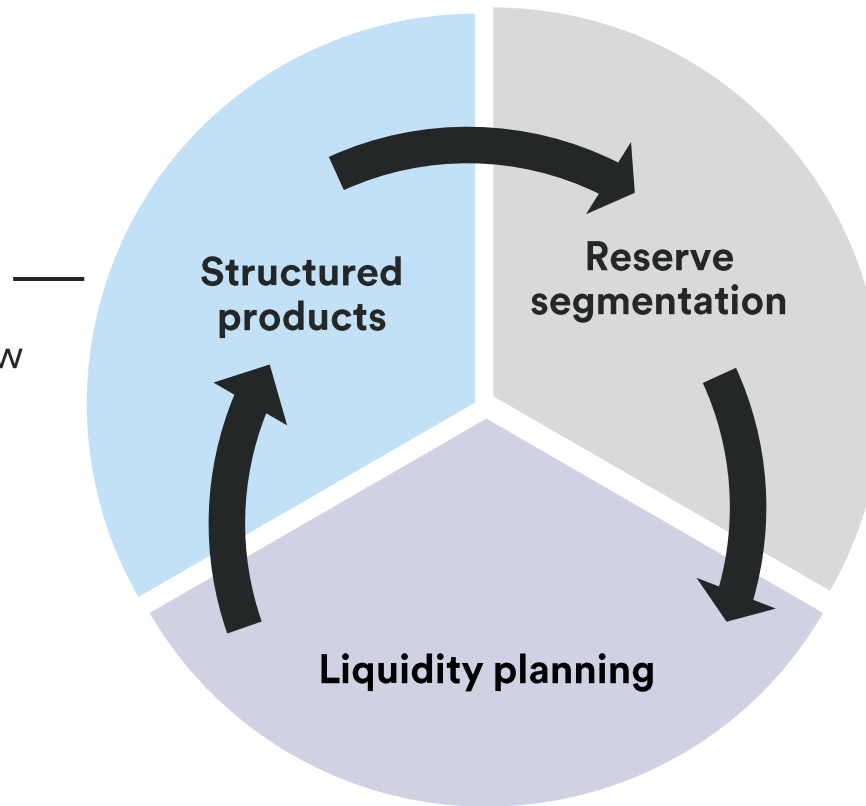 Structured
products
Reserve
segmentation
Liquidity planning